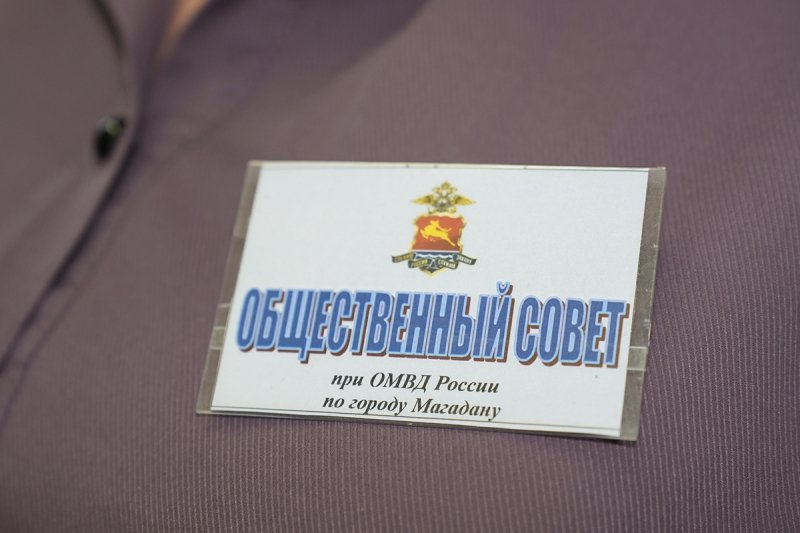 ОБЩЕСТВЕННЫЙ СОВЕТ
при ОМВД России
по городу Магадану